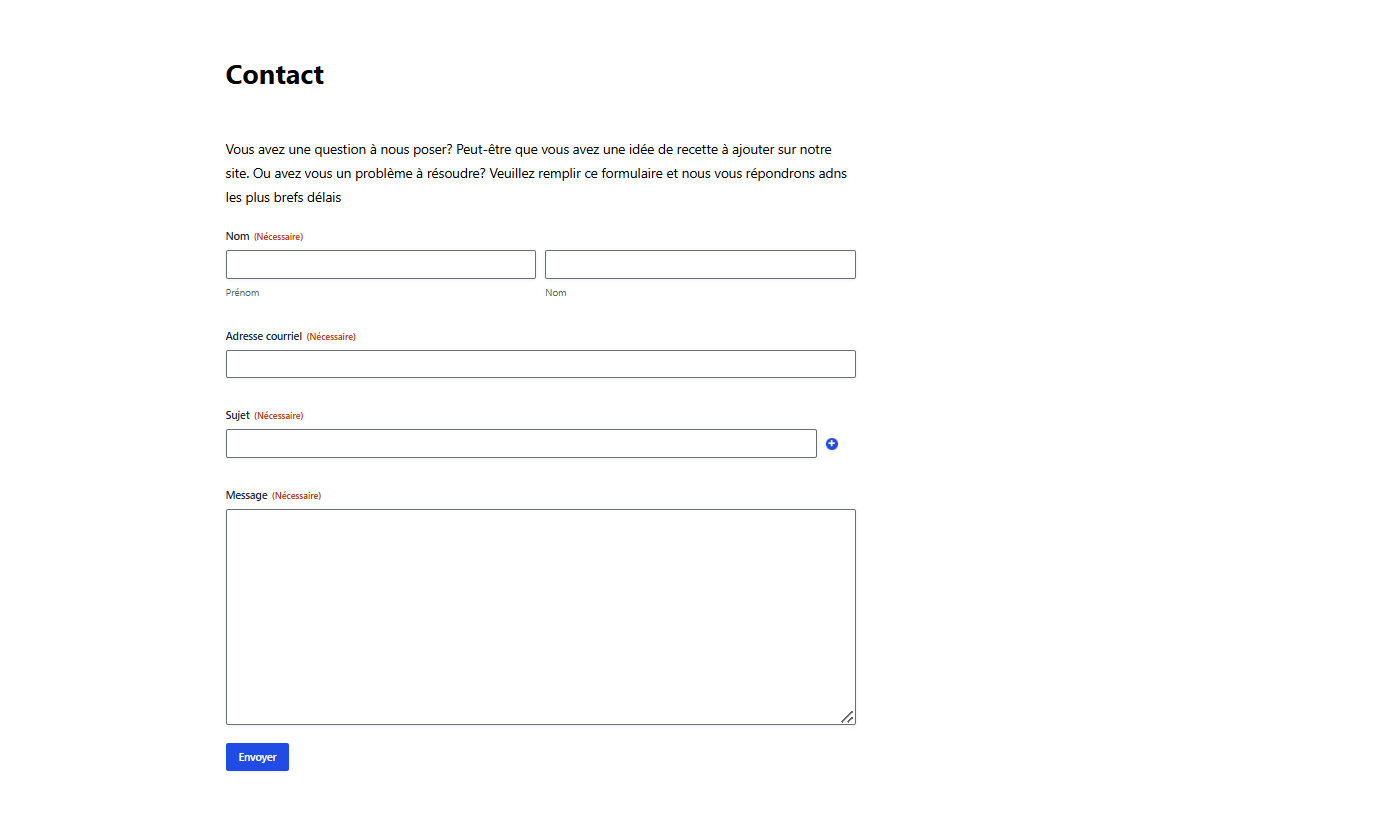 Contact
Vous avez une question à nous poser? Peut-être que vous avez une idée de recette à ajouter sur notre
site. Ou avez vous un problème à résoudre? Veuillez remplir ce formulaire et nous vous répondrons adns
les plus brefs délais
Nom (Nécessaire)
Prénom Nom
Adresse courriel (Nécessaire)
Sujet (Nécessaire)
Message (Nécessaire)
Envoyer